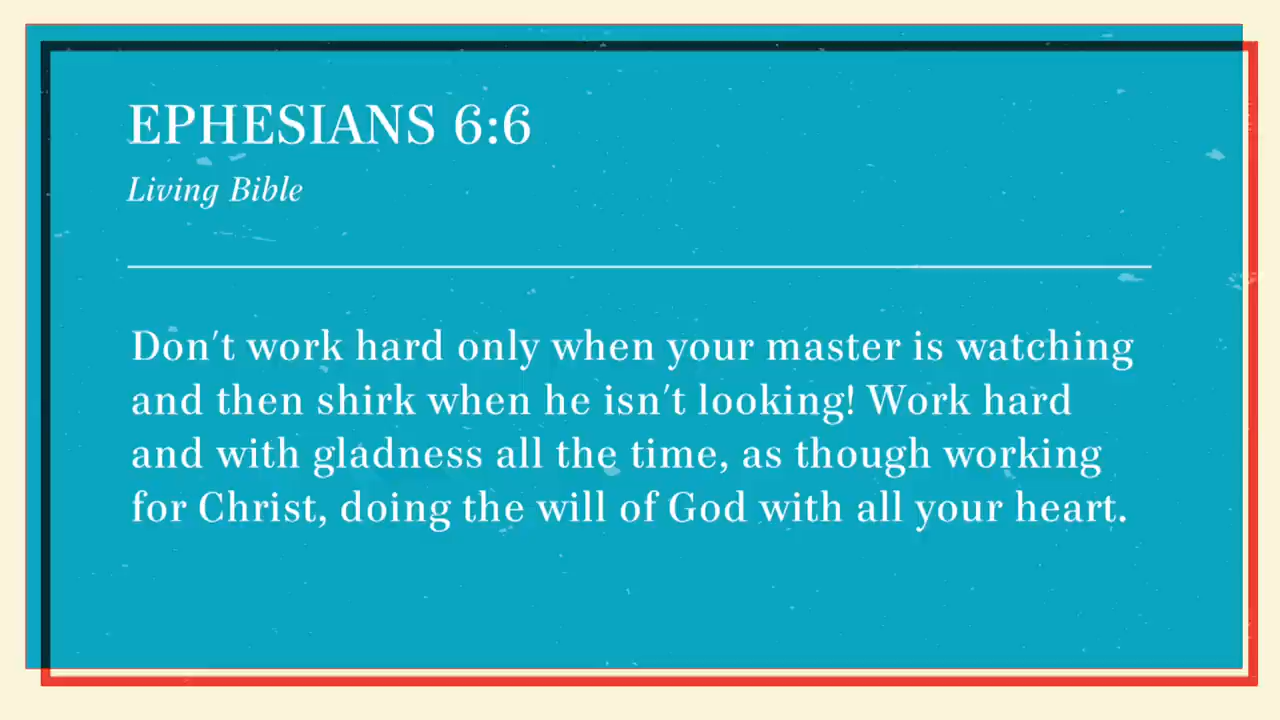 EPHESIANS 6:6
Living Bible
Don't work hard only when your master is watching
and then shirk when he isn't looking! Work hard
and with gladness all the time, as though working
for Christ, doing the will of God with all your heart.